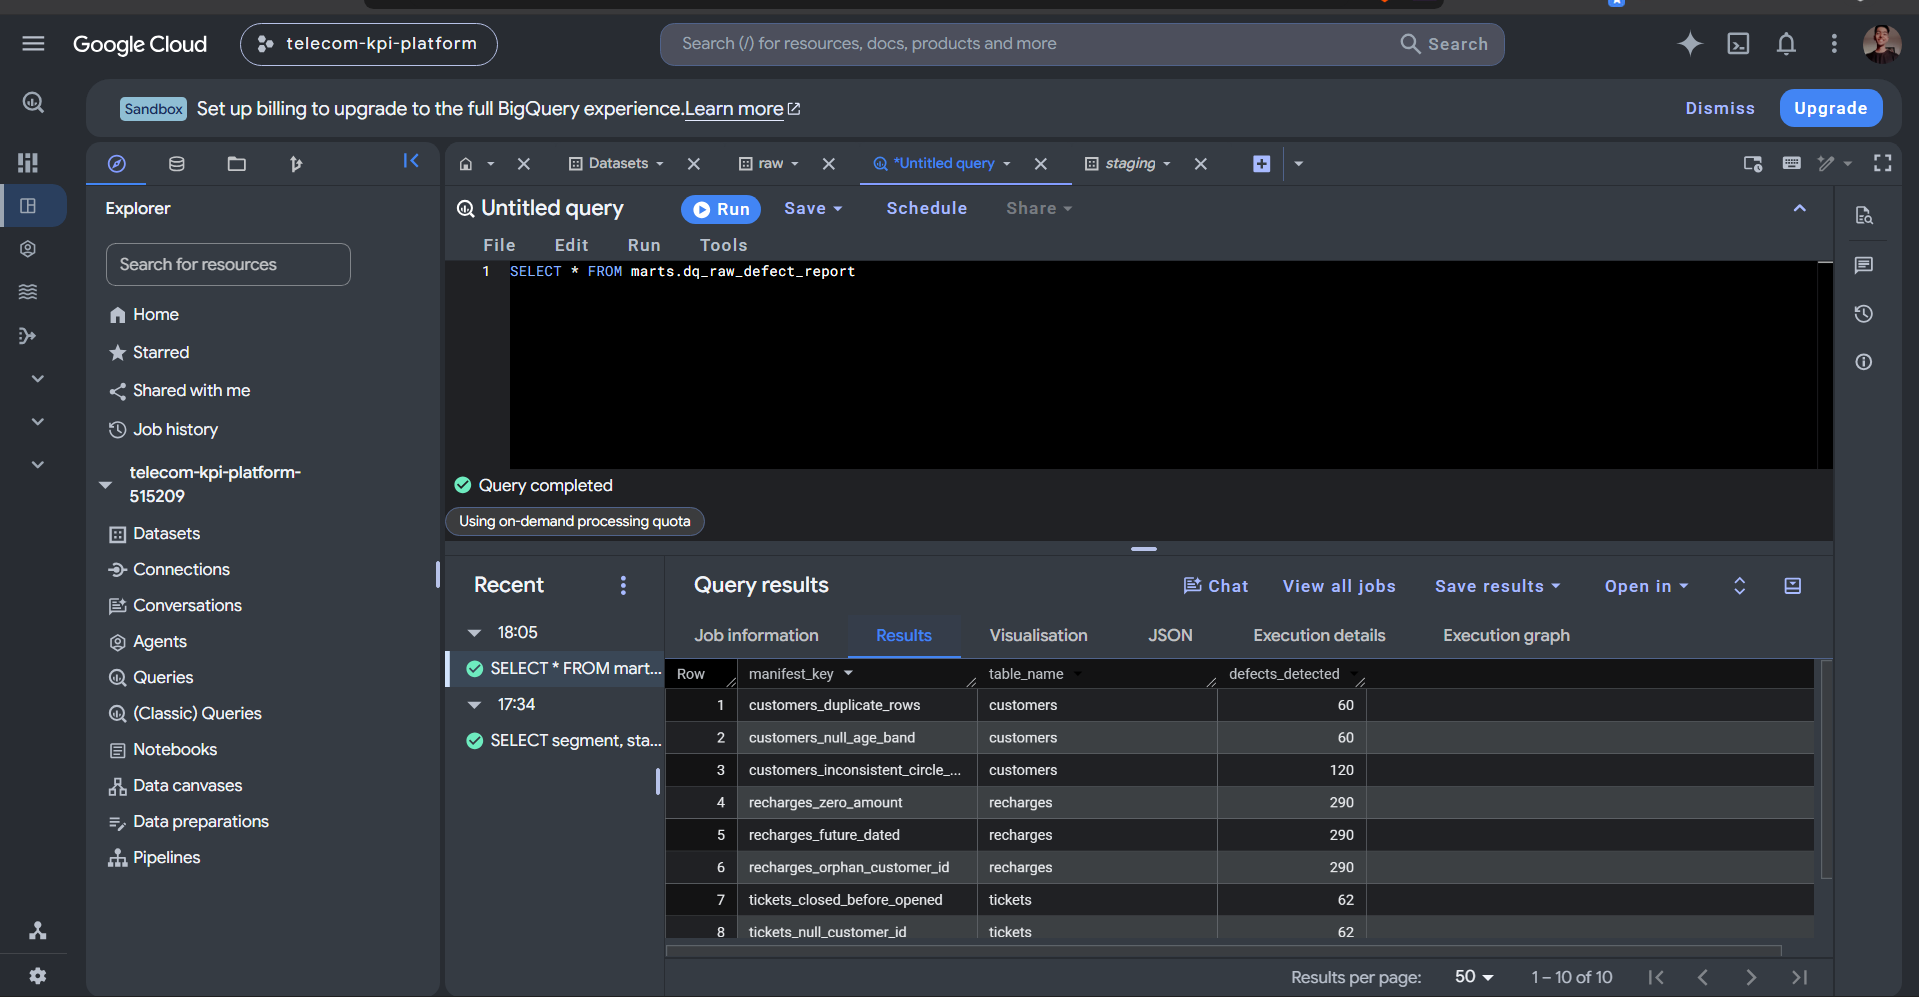 Google Cloud
telecom-kpi-platform
Search (/) for resources, docs, products and more
Search
Sandbox
Set up billing to upgrade to the full BigQuery experience. Learn more
Dismiss
Upgrade
Datasets
raw
*Untitled query
staging
Explorer
Search for resources
Home
Starred
Shared with me
Job history
telecom-kpi-platform-
515209
Datasets
Connections
Conversations
Agents
Queries
(Classic) Queries
Notebooks
Data canvases
Data preparations
Pipelines
Untitled query
Run
Save
Schedule
Share
File Edit Run Tools
1 SELECT * FROM marts.dq_raw_defect_report
Query completed
Using on-demand processing quota
Recent
18:05
SELECT * FROM mart...
17:34
SELECT segment, sta...
Query results
Chat
View all jobs
Save results
Open in
Job information Results Visualisation JSON Execution details Execution graph
Row manifest_key table_name defects_detected
1 customers_duplicate_rows customers 60
2 customers_null_age_band customers 60
3 customers_inconsistent_circle_... customers 120
4 recharges_zero_amount recharges 290
5 recharges_future_dated recharges 290
6 recharges_orphan_customer_id recharges 290
7 tickets_closed_before_opened tickets 62
8 tickets_null_customer_id tickets 62
Results per page: 50 1 – 10 of 10